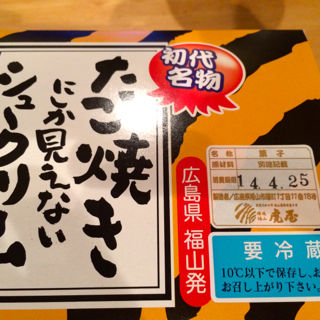 たこ焼き
にしか見えない
シュークリーム
初代
名物
広島県 福山発
名称 菓子
原材料 別途記載
消費期限 14.4.25
虎屋
要冷蔵
10℃以下で保存し、お
お召し上がり下さい。